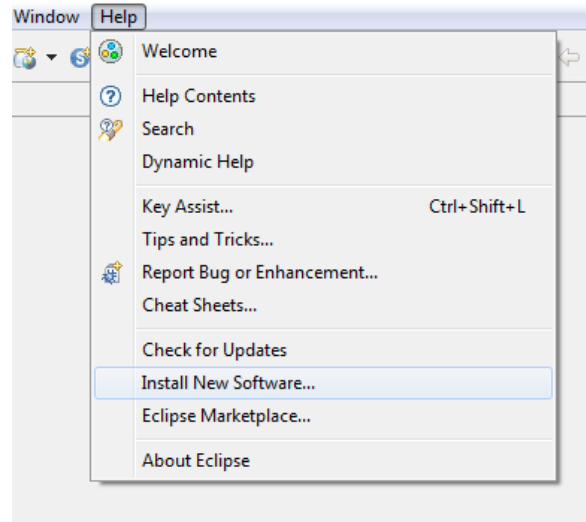 Window Help
Welcome
Help Contents
Search
Dynamic Help
Key Assist... Ctrl+Shift+L
Tips and Tricks...
Report Bug or Enhancement...
Cheat Sheets...
Check for Updates
Install New Software...
Eclipse Marketplace...
About Eclipse